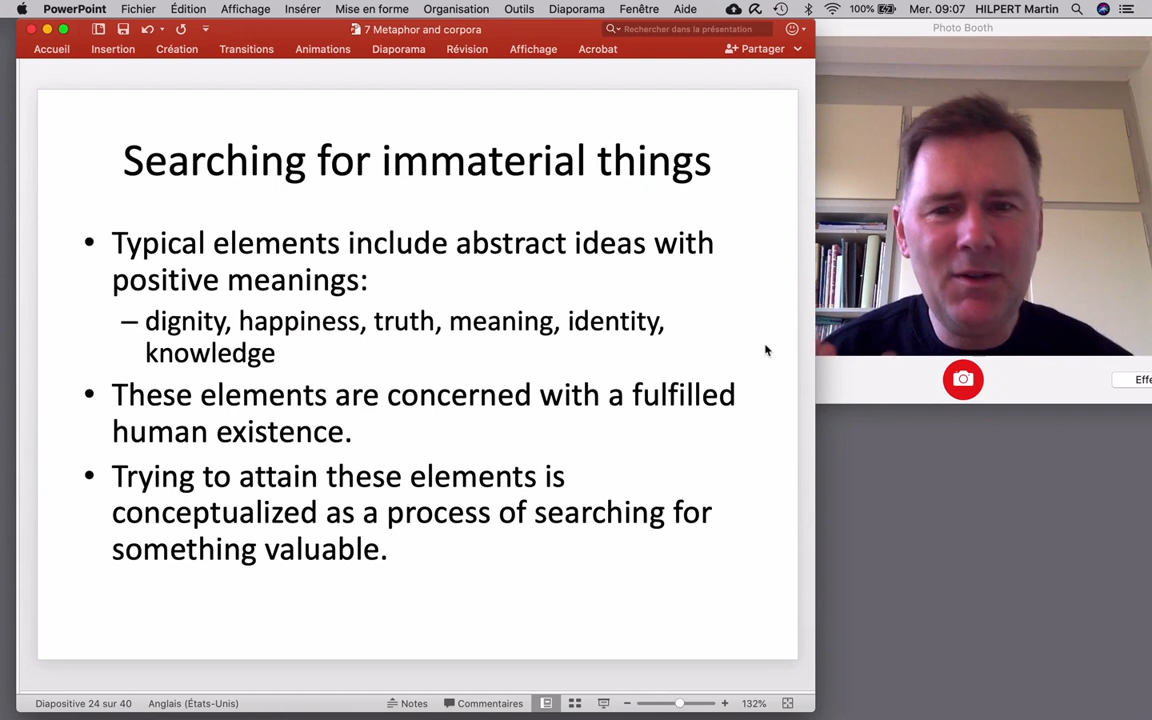 PowerPoint Fichier Édition Affichage Insérer Mise en forme Organisation Outils Diaporama Fenêtre Aide 100% Mer. 09:07 HILPERT Martin
7 Metaphor and corpora
Rechercher dans la présentation
Photo Booth
Accueil Insertion Création Transitions Animations Diaporama Révision Affichage Acrobat Partager
Searching for immaterial things
• Typical elements include abstract ideas with
positive meanings:
– dignity, happiness, truth, meaning, identity,
knowledge
• These elements are concerned with a fulfilled
human existence.
• Trying to attain these elements is
conceptualized as a process of searching for
something valuable.
Effe
Diapositive 24 sur 40 Anglais (États-Unis) Notes Commentaires 132%